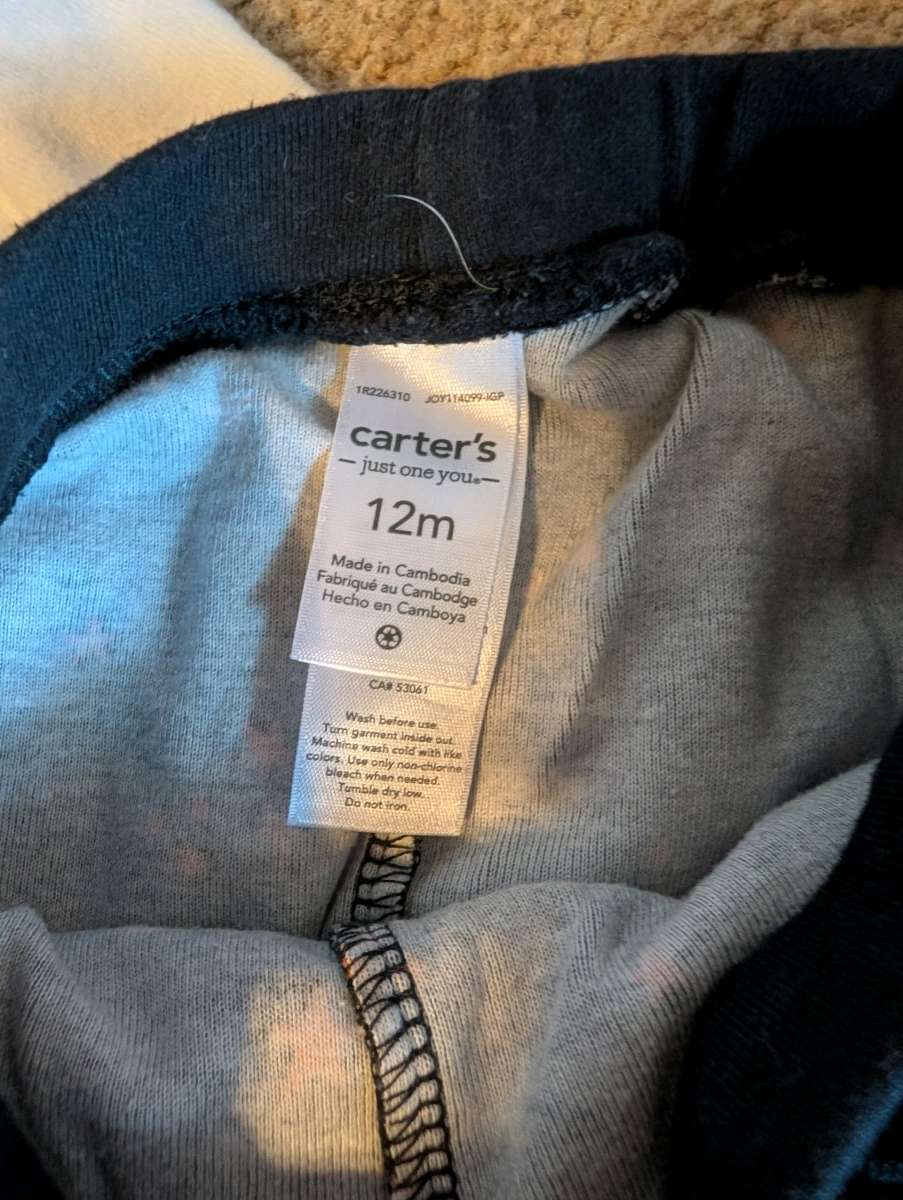 1R226310 JOY114099-IGP
carter's
just one you®
12m
Made in Cambodia
Fabriqué au Cambodge
Hecho en Camboya
CA# 53061
Wash before use.
Turn garment inside out.
Machine wash cold with like
colors. Use only non-chlorine
bleach when needed.
Tumble dry low.
Do not iron.